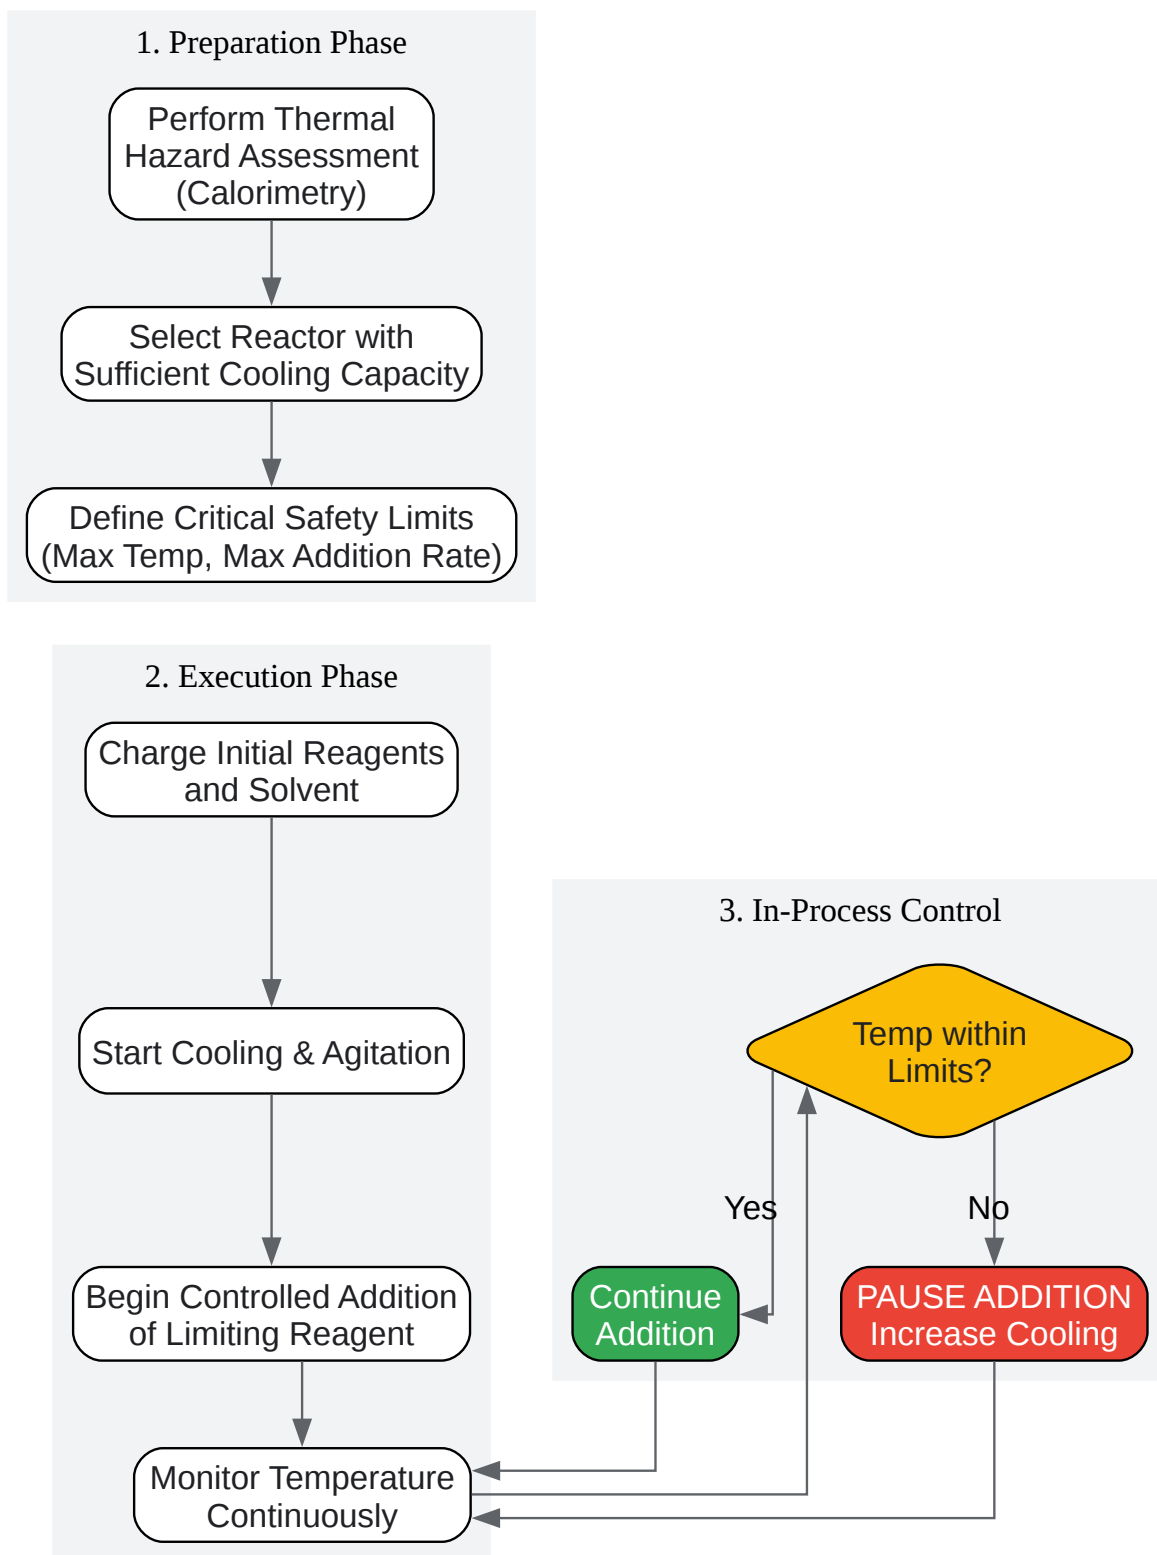 1. Preparation Phase
Perform Thermal
Hazard Assessment
(Calorimetry)
Select Reactor with
Sufficient Cooling Capacity
Define Critical Safety Limits
(Max Temp, Max Addition Rate)
2. Execution Phase
Charge Initial Reagents
and Solvent
Start Cooling & Agitation
Begin Controlled Addition
of Limiting Reagent
Monitor Temperature
Continuously
3. In-Process Control
Temp within
Limits?
Yes
No
Continue
Addition
PAUSE ADDITION
Increase Cooling